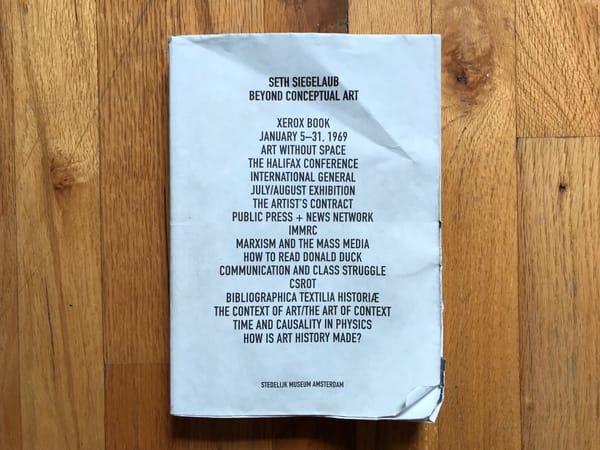 SETH SIEGELAUB
BEYOND CONCEPTUAL ART
XEROX BOOK
JANUARY 5–31, 1969
ART WITHOUT SPACE
THE HALIFAX CONFERENCE
INTERNATIONAL GENERAL
JULY/AUGUST EXHIBITION
THE ARTIST'S CONTRACT
PUBLIC PRESS + NEWS NETWORK
IMMRC
MARXISM AND THE MASS MEDIA
HOW TO READ DONALD DUCK
COMMUNICATION AND CLASS STRUGGLE
CSROT
BIBLIOGRAPHICA TEXTILIA HISTORIÆ
THE CONTEXT OF ART/THE ART OF CONTEXT
TIME AND CAUSALITY IN PHYSICS
HOW IS ART HISTORY MADE?
STEDELIJK MUSEUM AMSTERDAM